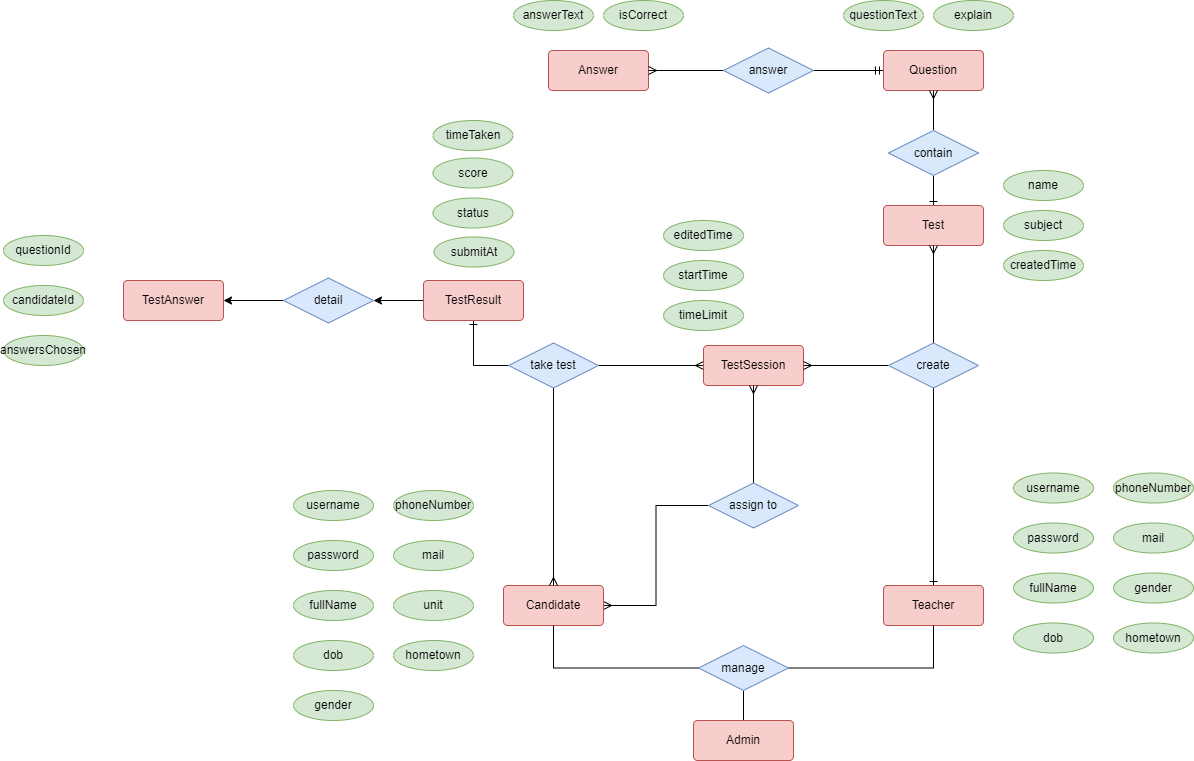 answerText
isCorrect
questionText
explain
Answer
answer
Question
timeTaken
contain
score
name
status
Test
subject
editedTime
questionId
submitAt
createdTime
startTime
candidateId
TestAnswer
detail
TestResult
timeLimit
answersChosen
take test
TestSession
create
username
phoneNumber
assign to
username
phoneNumber
password
mail
password
mail
fullName
unit
Candidate
Teacher
fullName
gender
dob
hometown
manage
dob
hometown
gender
Admin